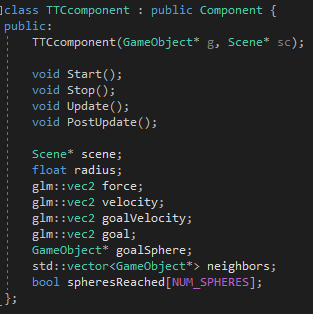 class TTCcomponent : public Component {
public:
TTCcomponent(GameObject* g, Scene* sc);
void Start();
void Stop();
void Update();
void PostUpdate();
Scene* scene;
float radius;
glm::vec2 force;
glm::vec2 velocity;
glm::vec2 goalVelocity;
glm::vec2 goal;
GameObject* goalSphere;
std::vector<GameObject*> neighbors;
bool spheresReached[NUM_SPHERES];
};